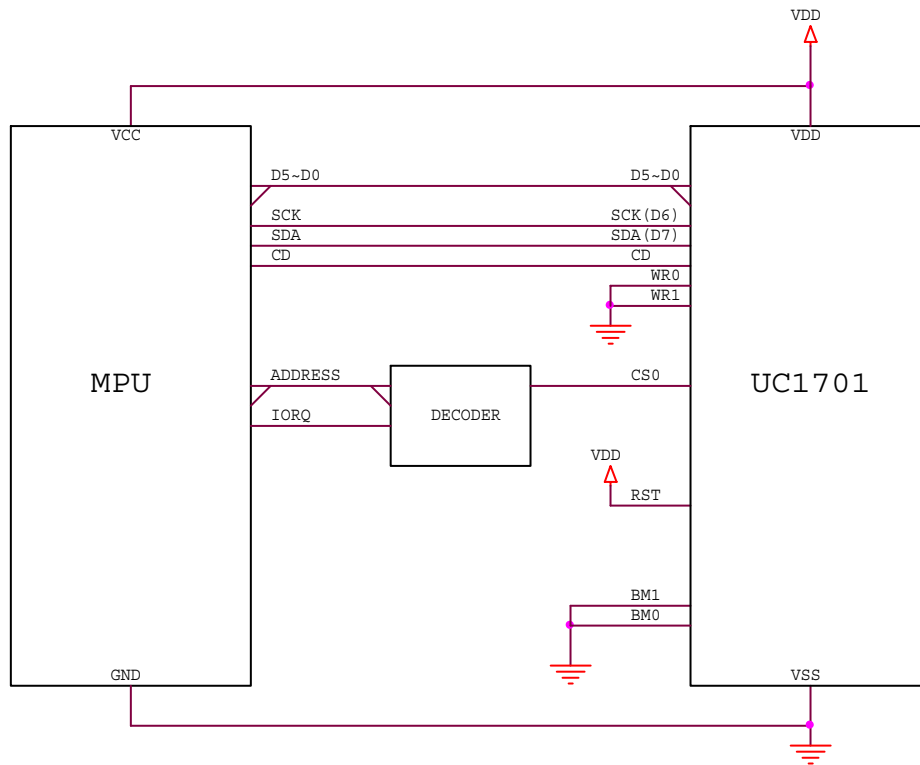 VDD
VCC
VDD
D5~D0
D5~D0
SCK
SCK(D6)
SDA
SDA(D7)
CD
CD
WR0
WR1
MPU
ADDRESS
CS0
UC1701
IORQ
DECODER
VDD
RST
BM1
BM0
GND
VSS